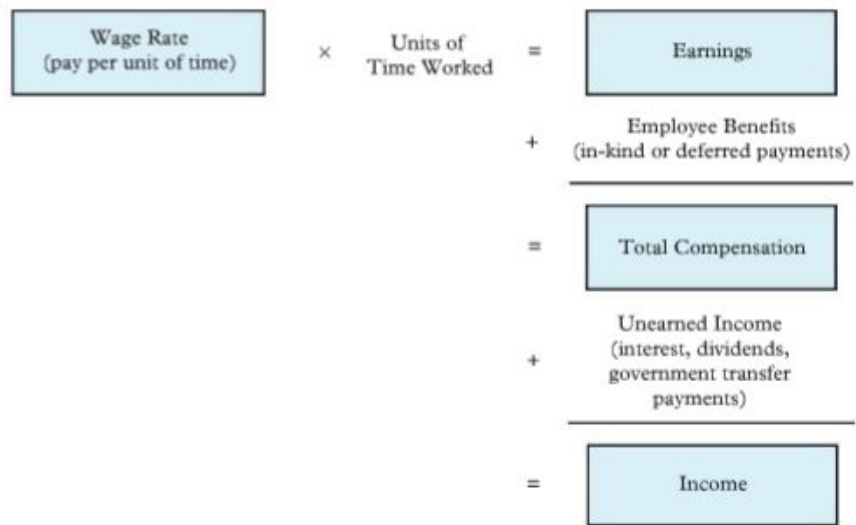 Wage Rate
(pay per unit of time)
×
Units of
Time Worked
=
Earnings
+
Employee Benefits
(in-kind or deferred payments)
=
Total Compensation
+
Unearned Income
(interest, dividends,
government transfer
payments)
=
Income